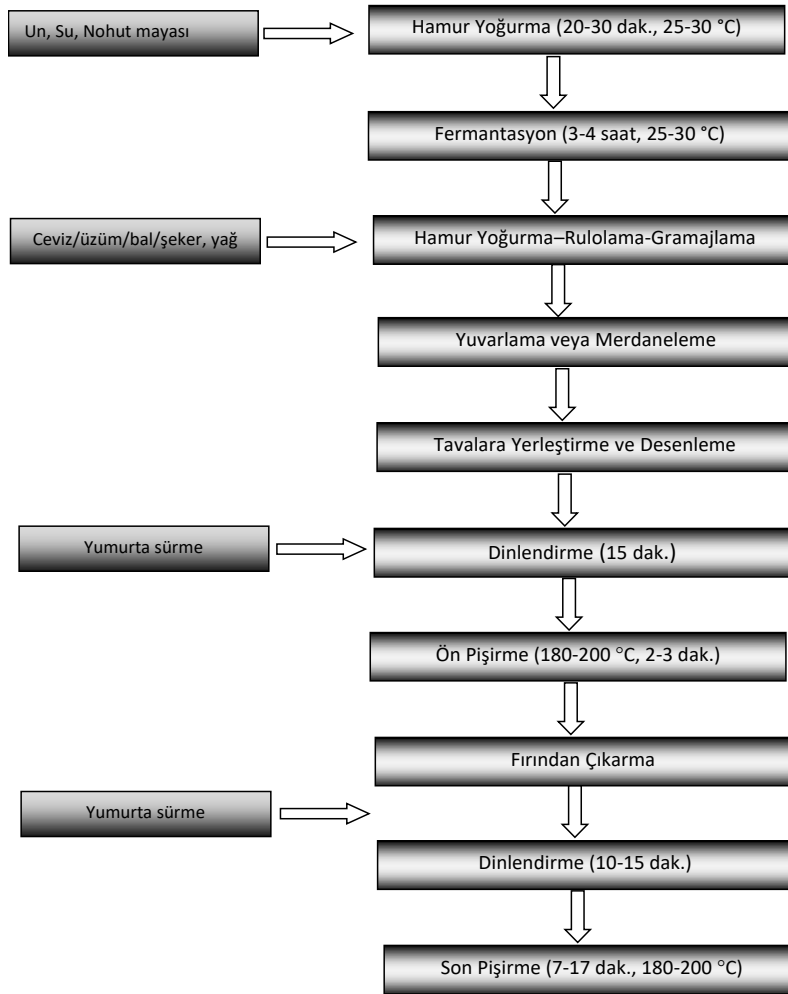 Un, Su, Nohut mayası
Hamur Yoğurma (20-30 dak., 25-30 °C)
Fermantasyon (3-4 saat, 25-30 °C)
Ceviz/üzüm/bal/şeker, yağ
Hamur Yoğurma–Rulolama-Gramajlama
Yuvarlama veya Merdaneleme
Tavalara Yerleştirme ve Desenleme
Yumurta sürme
Dinlendirme (15 dak.)
Ön Pişirme (180-200 °C, 2-3 dak.)
Fırından Çıkarma
Yumurta sürme
Dinlendirme (10-15 dak.)
Son Pişirme (7-17 dak., 180-200 °C)